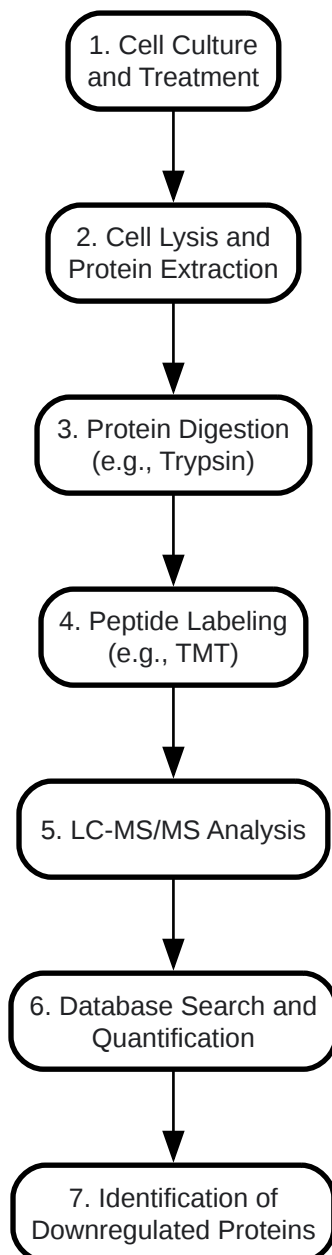 1. Cell Culture
and Treatment
2. Cell Lysis and
Protein Extraction
3. Protein Digestion
(e.g., Trypsin)
4. Peptide Labeling
(e.g., TMT)
5. LC-MS/MS Analysis
6. Database Search and
Quantification
7. Identification of
Downregulated Proteins